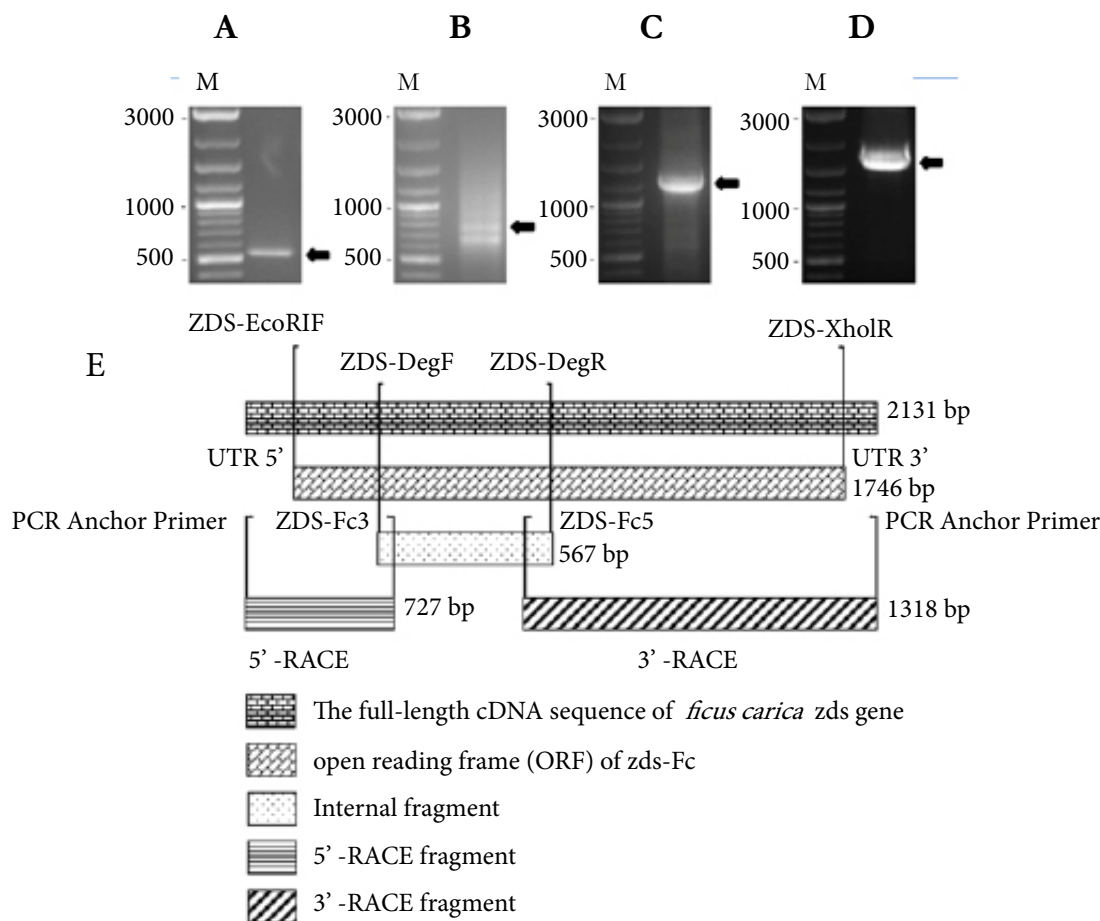 A B C D
M M M M
3000 3000 3000 3000
1000 1000 1000 1000
500 500 500 500
ZDS-EcoRIF ZDS-XholR
E ZDS-DegF ZDS-DegR
2131 bp
UTR 5’ UTR 3’
1746 bp
PCR Anchor Primer ZDS-Fc3 ZDS-Fc5 PCR Anchor Primer
567 bp
727 bp 1318 bp
5’ -RACE 3’ -RACE
The full-length cDNA sequence of ficus carica zds gene
open reading frame (ORF) of zds-Fc
Internal fragment
5’ -RACE fragment
3’ -RACE fragment